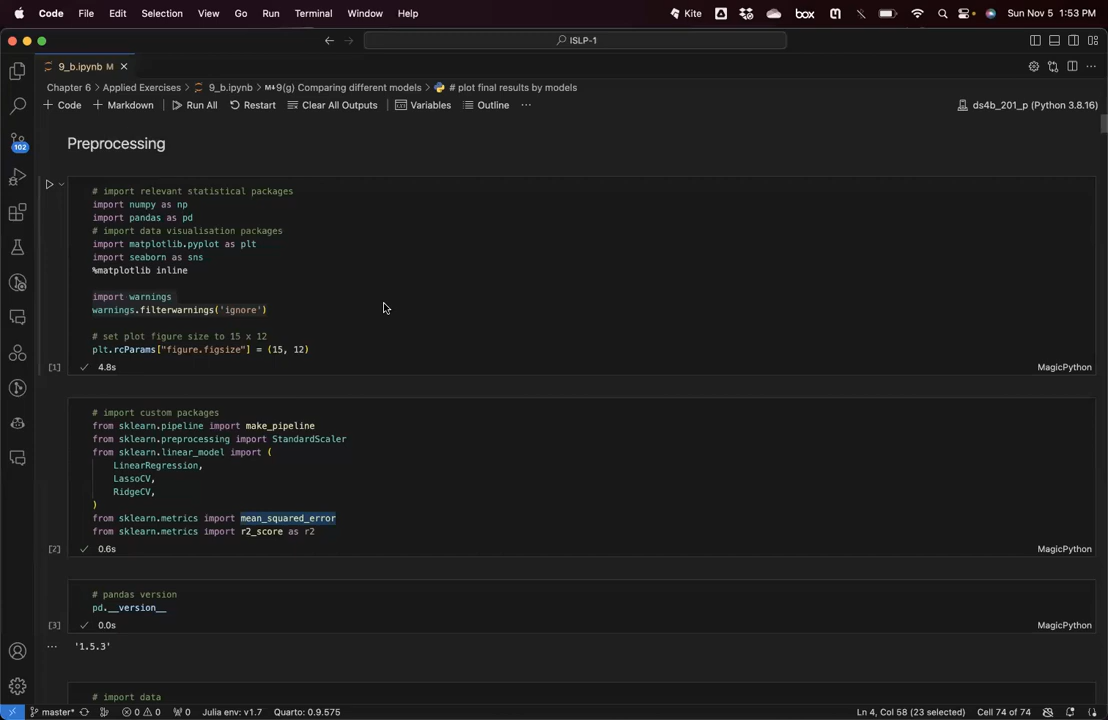 Code File Edit Selection View Go Run Terminal Window Help Kite box Sun Nov 5 1:53 PM
ISLP-1
9_b.ipynb M
Chapter 6 > Applied Exercises > 9_b.ipynb > M↓9(g) Comparing different models > # plot final results by models
+ Code + Markdown Run All Restart Clear All Outputs Variables Outline ... ds4b_201_p (Python 3.8.16)
102
Preprocessing
# import relevant statistical packages
import numpy as np
import pandas as pd
# import data visualisation packages
import matplotlib.pyplot as plt
import seaborn as sns
%matplotlib inline
import warnings
warnings.filterwarnings('ignore')
# set plot figure size to 15 x 12
plt.rcParams["figure.figsize"] = (15, 12)
[1] ✓ 4.8s MagicPython
# import custom packages
from sklearn.pipeline import make_pipeline
from sklearn.preprocessing import StandardScaler
from sklearn.linear_model import (
LinearRegression,
LassoCV,
RidgeCV,
)
from sklearn.metrics import mean_squared_error
from sklearn.metrics import r2_score as r2
[2] ✓ 0.6s MagicPython
# pandas version
pd.__version__
[3] ✓ 0.0s MagicPython
... '1.5.3'
# import data
master* 0 0 0 Julia env: v1.7 Quarto: 0.9.575 Ln 4, Col 58 (23 selected) Cell 74 of 74